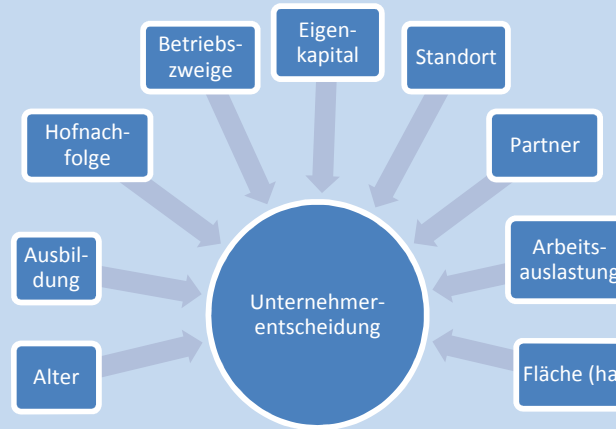 Eigen-
kapital
Betriebs-
zweige
Standort
Hofnach-
folge
Partner
Ausbil-
dung
Arbeits-
auslastung
Unternehmer-
entscheidung
Alter
Fläche (ha